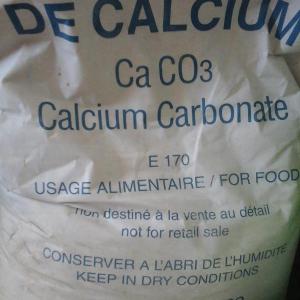 DE CALCIUM
Ca CO3
Calcium Carbonate
E 170
USAGE ALIMENTAIRE / FOR FOOD
non destiné à la vente au détail
not for retail sale
CONSERVER A L'ABRI DE L'HUMIDITÉ
KEEP IN DRY CONDITIONS